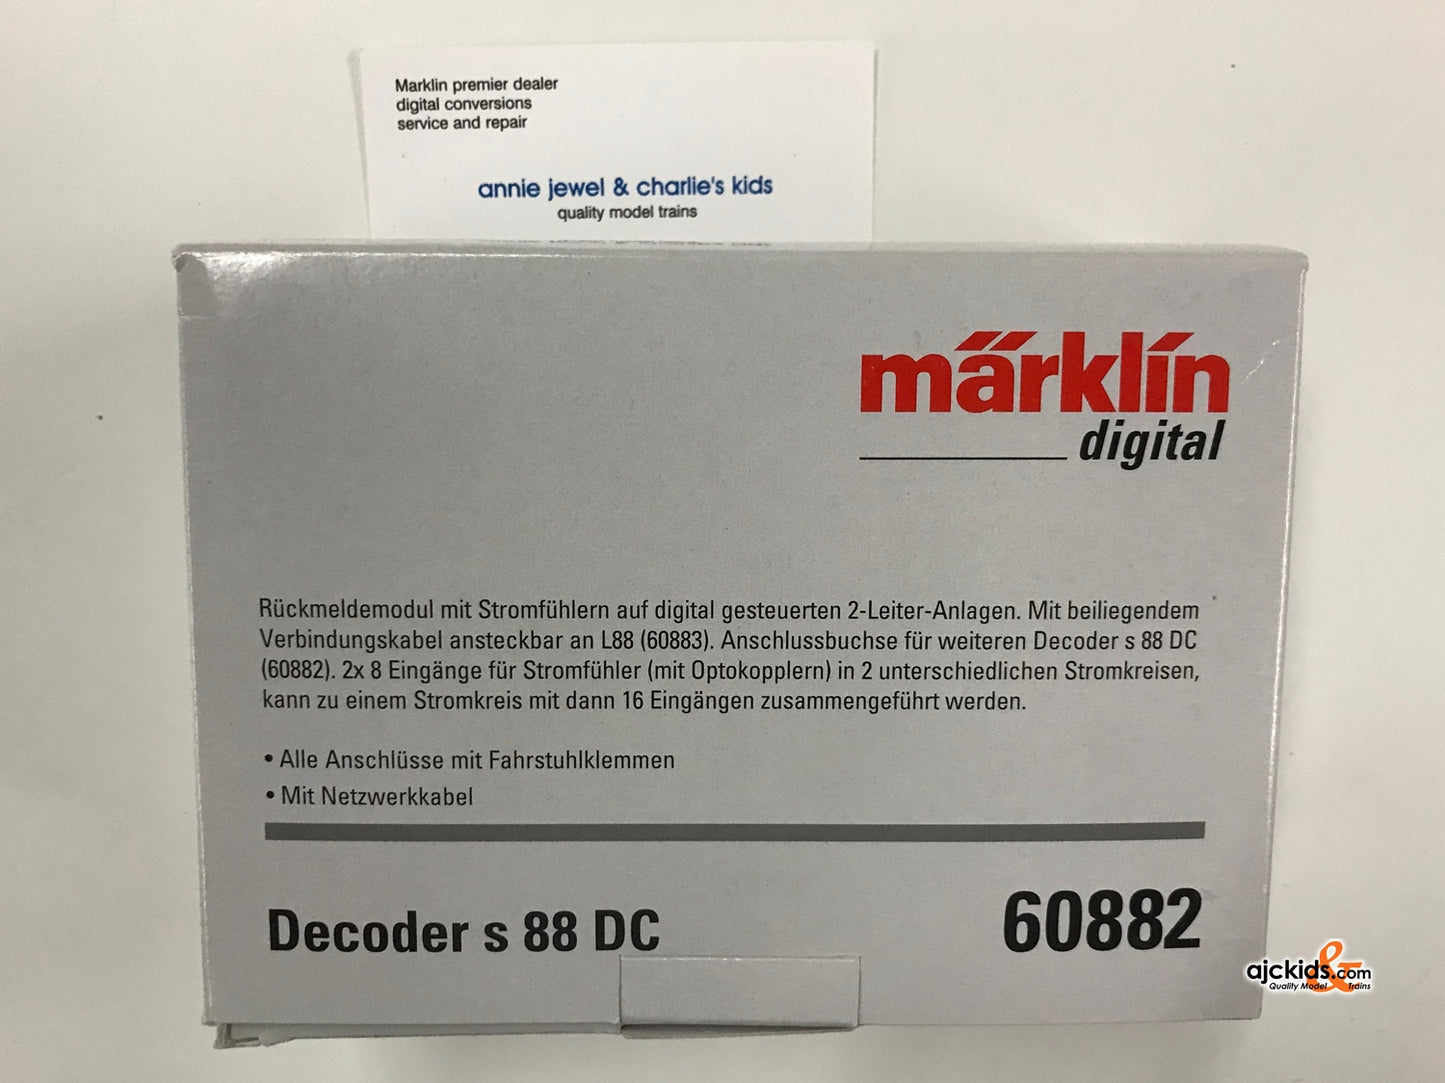 Marklin premier dealer
digital conversions
service and repair
annie jewel & charlie's kids
quality model trains
märklín
digital
Rückmeldemodul mit Stromfühlern auf digital gesteuerten 2-Leiter-Anlagen. Mit beiliegendem
Verbindungskabel ansteckbar an L88 (60883). Anschlussbuchse für weiteren Decoder s 88 DC
(60882). 2x 8 Eingänge für Stromfühler (mit Optokopplern) in 2 unterschiedlichen Stromkreisen,
kann zu einem Stromkreis mit dann 16 Eingängen zusammengeführt werden.
• Alle Anschlüsse mit Fahrstuhlklemmen
• Mit Netzwerkkabel
Decoder s 88 DC
60882
ajckids.com
Quality Model & Trains